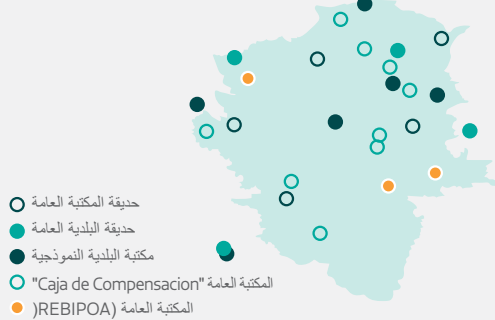 حديقة المكتبة العامة
حديقة البلدية العامة
مكتبة البلدية النموذجية
المكتبة العامة "Caja de Compensacion"
المكتبة العامة (REBIPOA(